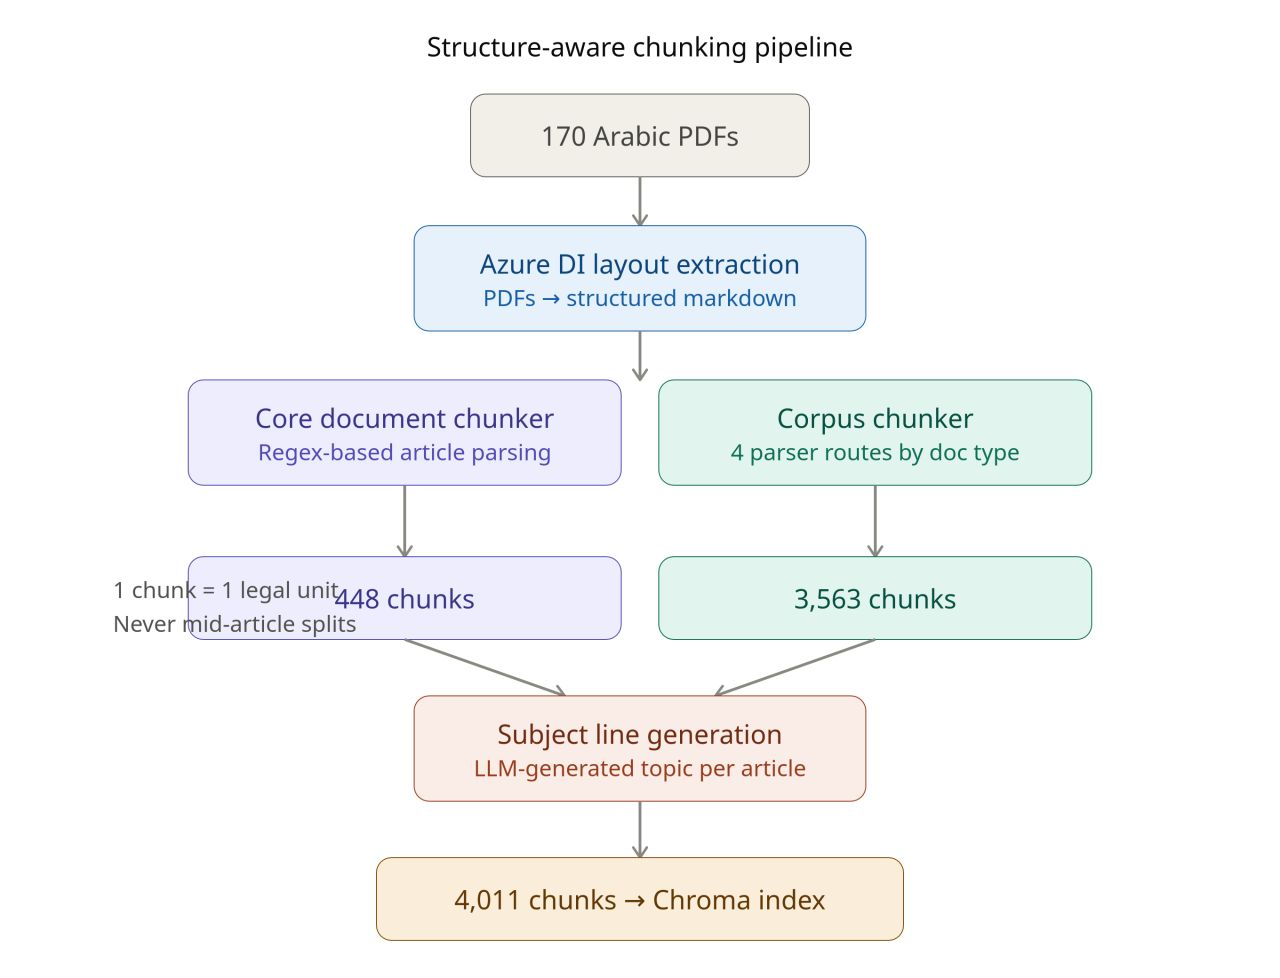 Structure-aware chunking pipeline
170 Arabic PDFs
Azure DI layout extraction
PDFs → structured markdown
Core document chunker
Regex-based article parsing
Corpus chunker
4 parser routes by doc type
1 chunk = 1 legal unit
Never mid-article splits
448 chunks
3,563 chunks
Subject line generation
LLM-generated topic per article
4,011 chunks → Chroma index